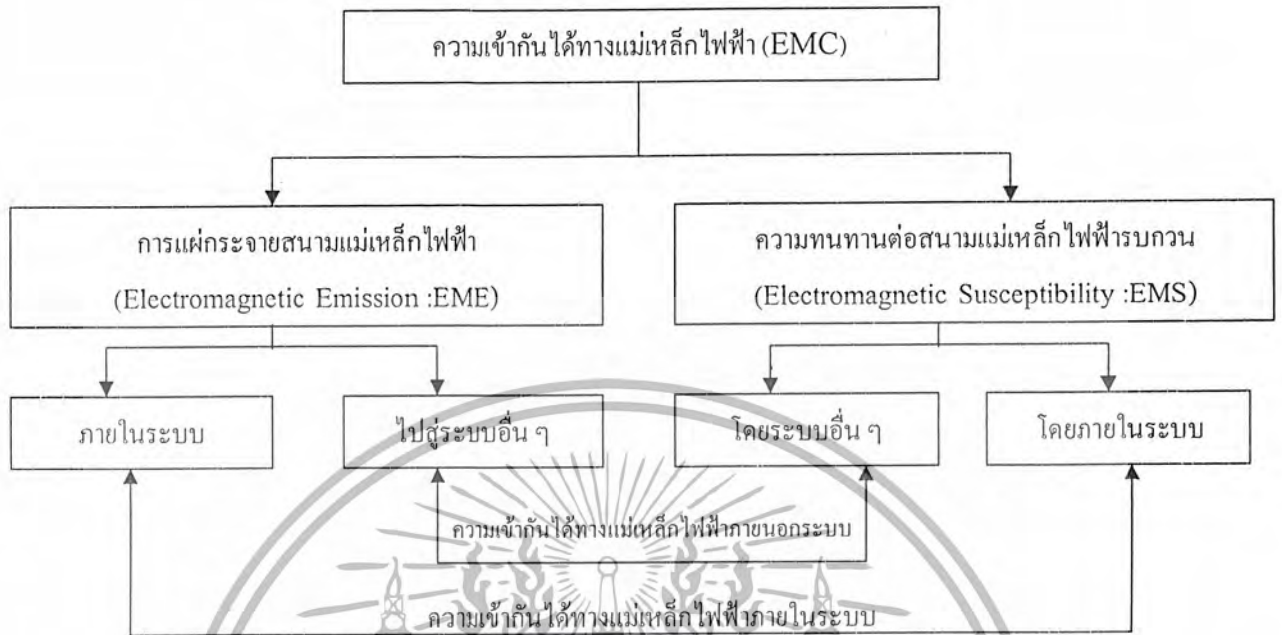 ความเข้ากันได้ทางแม่เหล็กไฟฟ้า (EMC)
การแผ่กระจายสนามแม่เหล็กไฟฟ้า
(Electromagnetic Emission :EME)
ความทนทานต่อสนามแม่เหล็กไฟฟ้ารบกวน
(Electromagnetic Susceptibility :EMS)
ภายในระบบ
ไปสู่ระบบอื่น ๆ
โดยระบบอื่น ๆ
โดยภายในระบบ
ความเข้ากันได้ทางแม่เหล็กไฟฟ้าภายนอกระบบ
ความเข้ากันได้ทางแม่เหล็กไฟฟ้าภายในระบบ